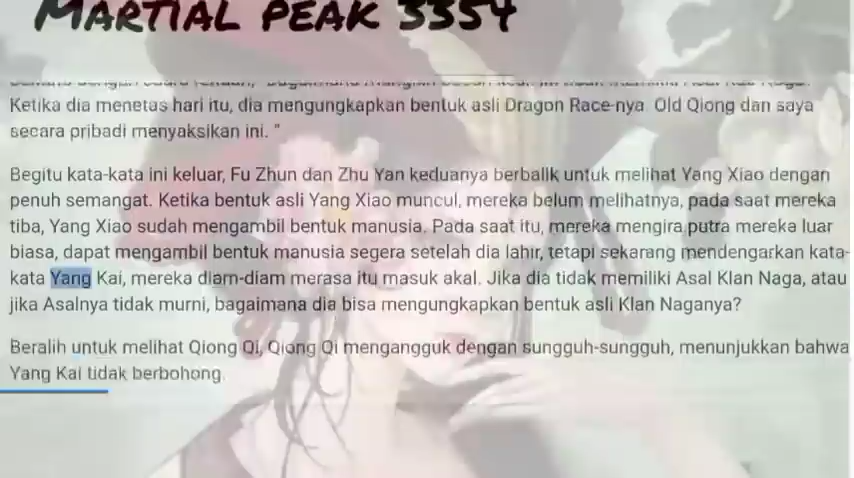 MARTIAL PEAK 3354
Ketika dia menetas hari itu, dia mengungkapkan bentuk asli Dragon Race-nya. Old Qiong dan saya
secara pribadi menyaksikan ini. "
Begitu kata-kata ini keluar, Fu Zhun dan Zhu Yan keduanya berbalik untuk melihat Yang Xiao dengan
penuh semangat. Ketika bentuk asli Yang Xiao muncul, mereka belum melihatnya, pada saat mereka
tiba, Yang Xiao sudah mengambil bentuk manusia. Pada saat itu, mereka mengira putra mereka luar
biasa, dapat mengambil bentuk manusia segera setelah dia lahir, tetapi sekarang mendengarkan kata-
kata Yang Kai, mereka diam-diam merasa itu masuk akal. Jika dia tidak memiliki Asal Klan Naga, atau
jika Asalnya tidak murni, bagaimana dia bisa mengungkapkan bentuk asli Klan Naganya?
Beralih untuk melihat Qiong Qi, Qiong Qi mengangguk dengan sungguh-sungguh, menunjukkan bahwa
Yang Kai tidak berbohong.